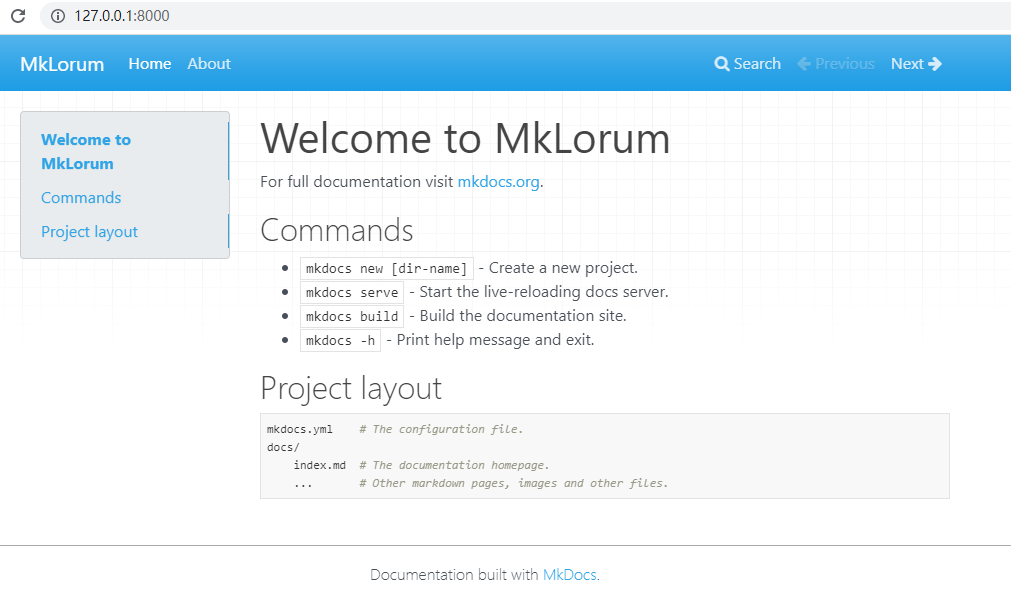 127.0.0.1:8000
MkLorum Home About Search Previous Next
Welcome to
MkLorum
Commands
Project layout
Welcome to MkLorum
For full documentation visit mkdocs.org.
Commands
mkdocs new [dir-name] - Create a new project.
mkdocs serve - Start the live-reloading docs server.
mkdocs build - Build the documentation site.
mkdocs -h - Print help message and exit.
Project layout
mkdocs.yml # The configuration file.
docs/
index.md # The documentation homepage.
... # Other markdown pages, images and other files.
Documentation built with MkDocs.